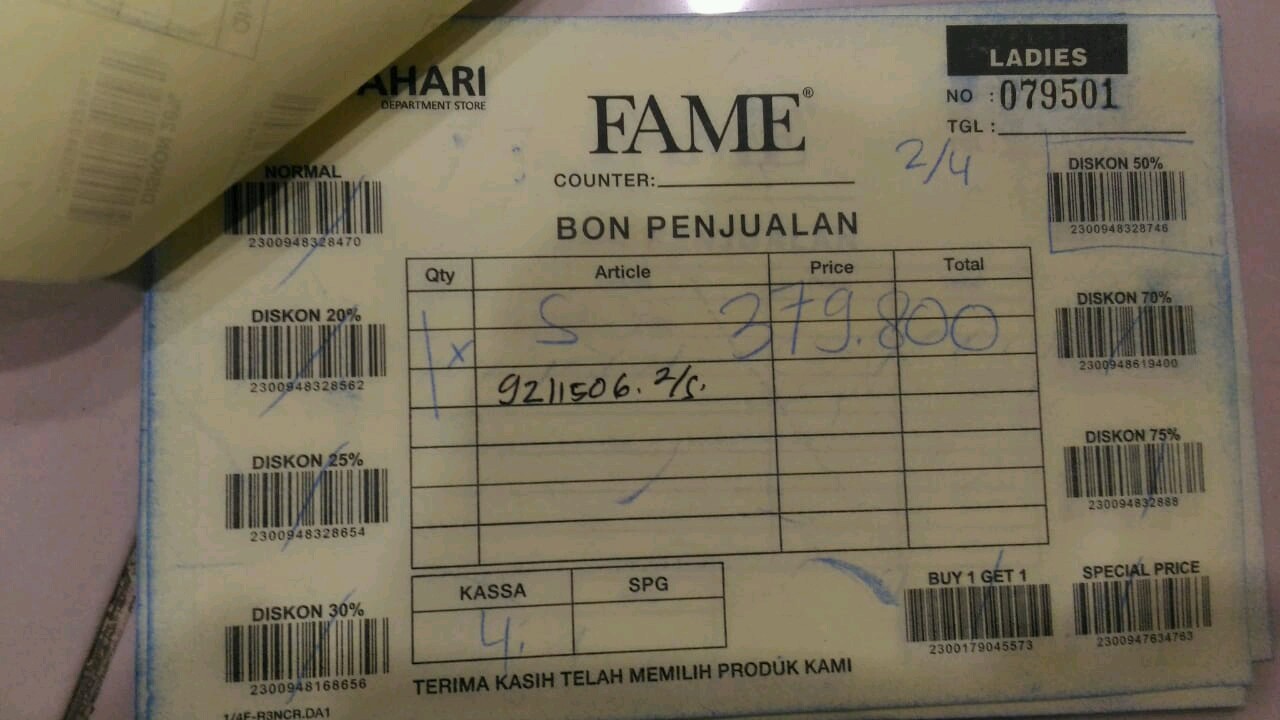 AHARI
DEPARTMENT STORE
FAME®
LADIES
NO : 079501
TGL :
2/4
COUNTER:
BON PENJUALAN
NORMAL
2300948328470
DISKON 20%
2300948328562
DISKON 25%
2300948328654
DISKON 30%
2300948168656
DISKON 50%
2300948328746
DISKON 70%
2300948619400
DISKON 75%
230094832888
BUY 1 GET 1
2300179045573
SPECIAL PRICE
2300947634763
Qty Article Price Total
1x S 379.800
9211506. 2/S.
KASSA SPG
4.
TERIMA KASIH TELAH MEMILIH PRODUK KAMI
1/4F-R3NCR.DA1